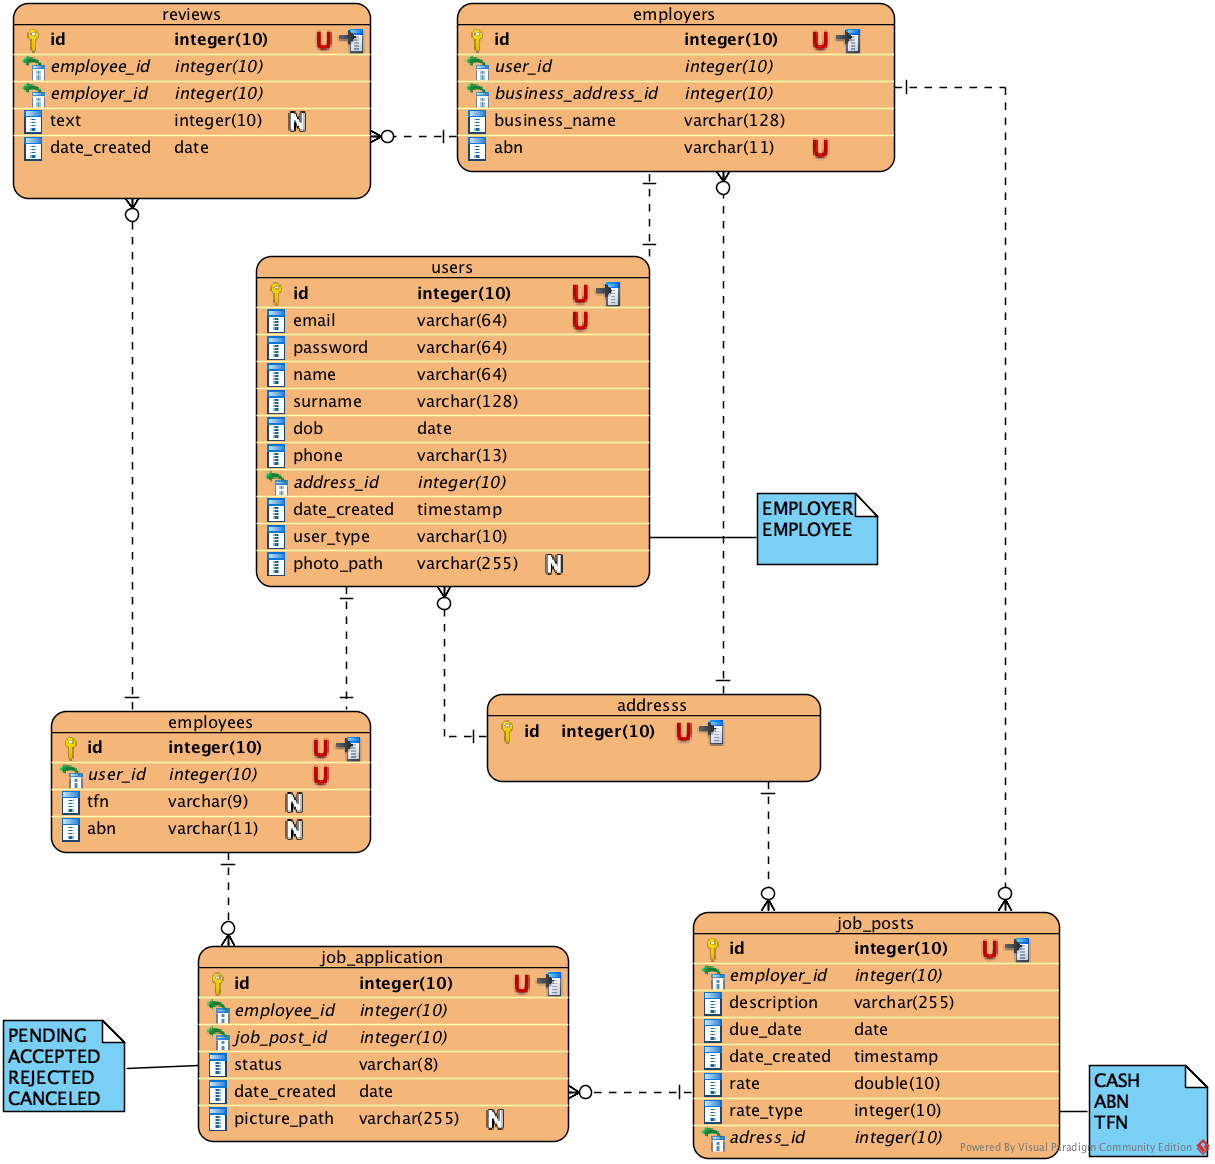 reviews
id integer(10) U
employee_id integer(10)
employer_id integer(10)
text integer(10) N
date_created date
employers
id integer(10) U
user_id integer(10)
business_address_id integer(10)
business_name varchar(128)
abn varchar(11) U
users
id integer(10) U
email varchar(64) U
password varchar(64)
name varchar(64)
surname varchar(128)
dob date
phone varchar(13)
address_id integer(10)
date_created timestamp
user_type varchar(10)
photo_path varchar(255) N
EMPLOYER
EMPLOYEE
addresss
id integer(10) U
employees
id integer(10) U
user_id integer(10) U
tfn varchar(9) N
abn varchar(11) N
job_application
id integer(10) U
employee_id integer(10)
job_post_id integer(10)
status varchar(8)
date_created date
picture_path varchar(255) N
PENDING
ACCEPTED
REJECTED
CANCELED
job_posts
id integer(10) U
employer_id integer(10)
description varchar(255)
due_date date
date_created timestamp
rate double(10)
rate_type integer(10)
adress_id integer(10)
CASH
ABN
TFN
Powered By Visual Paradigm Community Edition